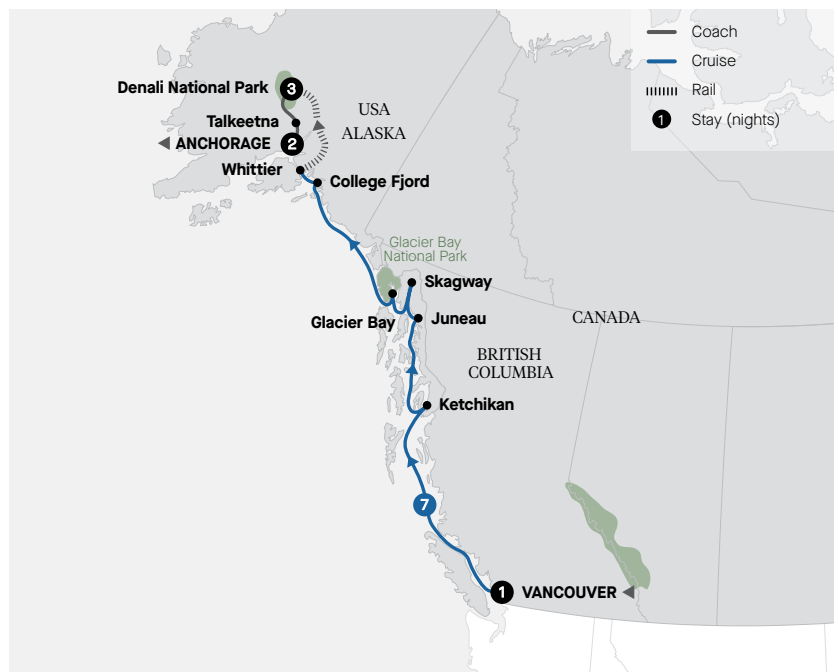 Coach
Cruise
Rail
1 Stay (nights)
Denali National Park 3
USA
ALASKA
Talkeetna
ANCHORAGE 2
Whittier
College Fjord
Glacier Bay
National Park
Skagway
Glacier Bay
Juneau
CANADA
BRITISH
COLUMBIA
Ketchikan
7
1 VANCOUVER